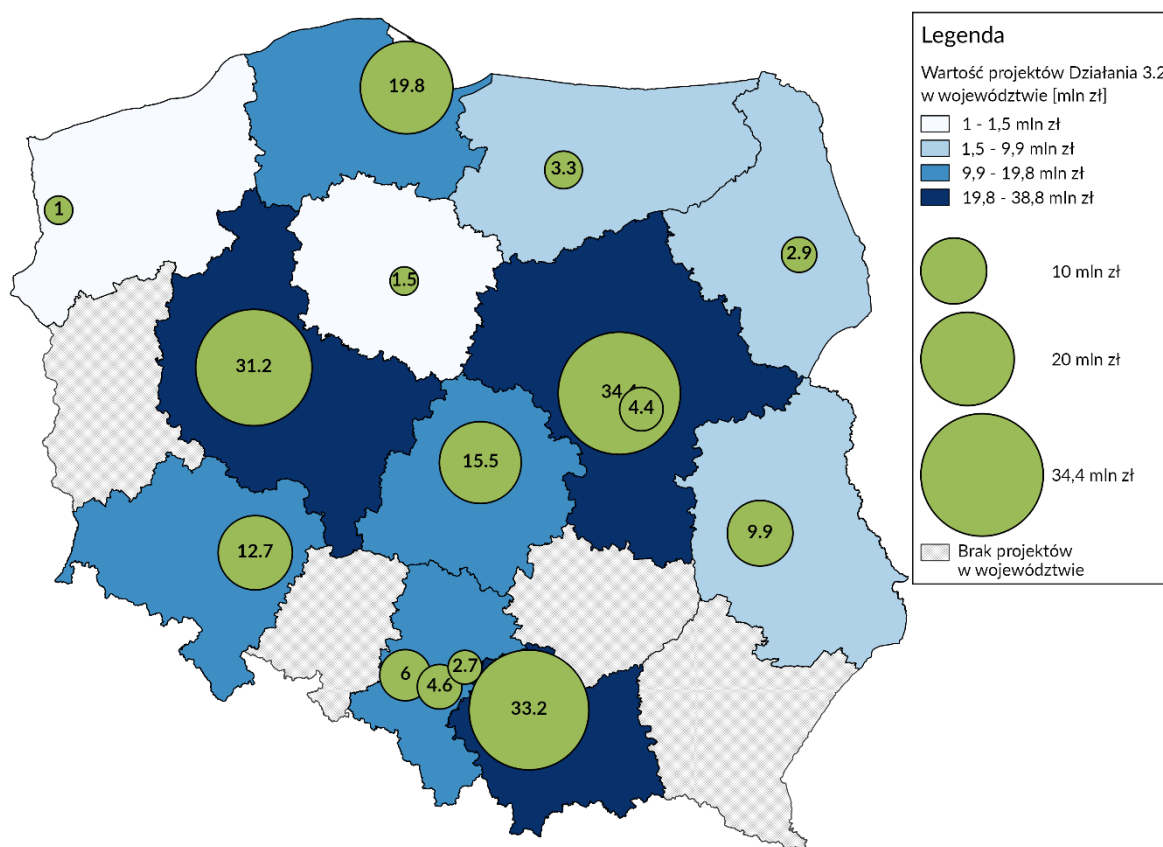 19.8
3.3
1
2.9
1.5
31.2
34.4
4.4
15.5
9.9
12.7
6
4.6
2.7
33.2
Legenda
Wartość projektów Działania 3.2
w województwie [mln zł]
1 - 1,5 mln zł
1,5 - 9,9 mln zł
9,9 - 19,8 mln zł
19,8 - 38,8 mln zł
10 mln zł
20 mln zł
34,4 mln zł
Brak projektów
w województwie